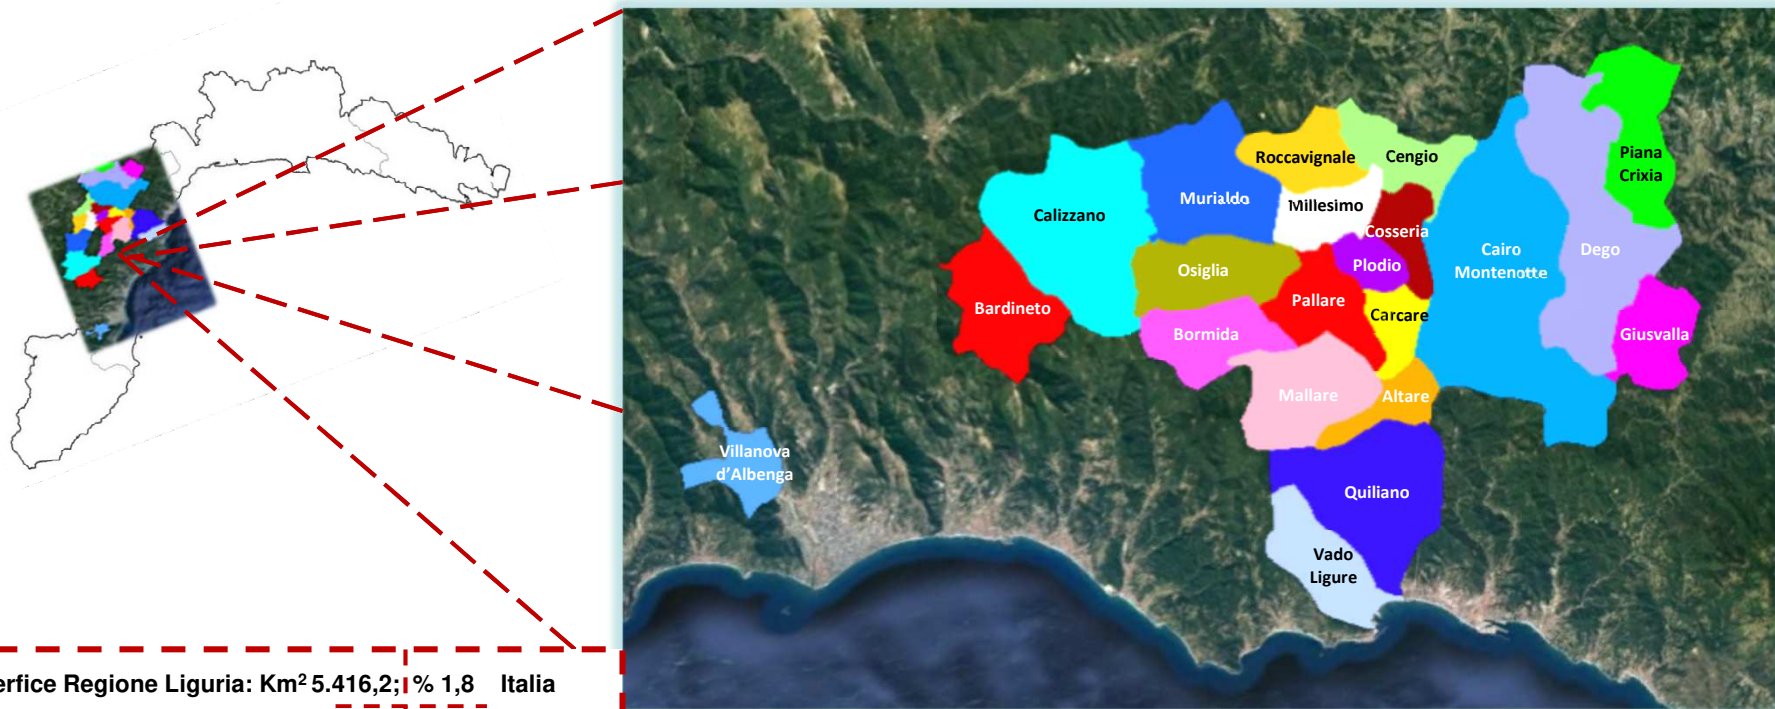 Piana
Crixia
Roccavignale
Cengio
Murialdo
Millesimo
Calizzano
Cosseria
Cairo
Montenotte
Dego
Plodio
Osiglia
Pallare
Bardineto
Carcare
Bormida
Giusvalla
Mallare
Altare
Villanova
d'Albenga
Quiliano
Vado
Ligure
erfice Regione Liguria: Km² 5.416,2; % 1,8 Italia